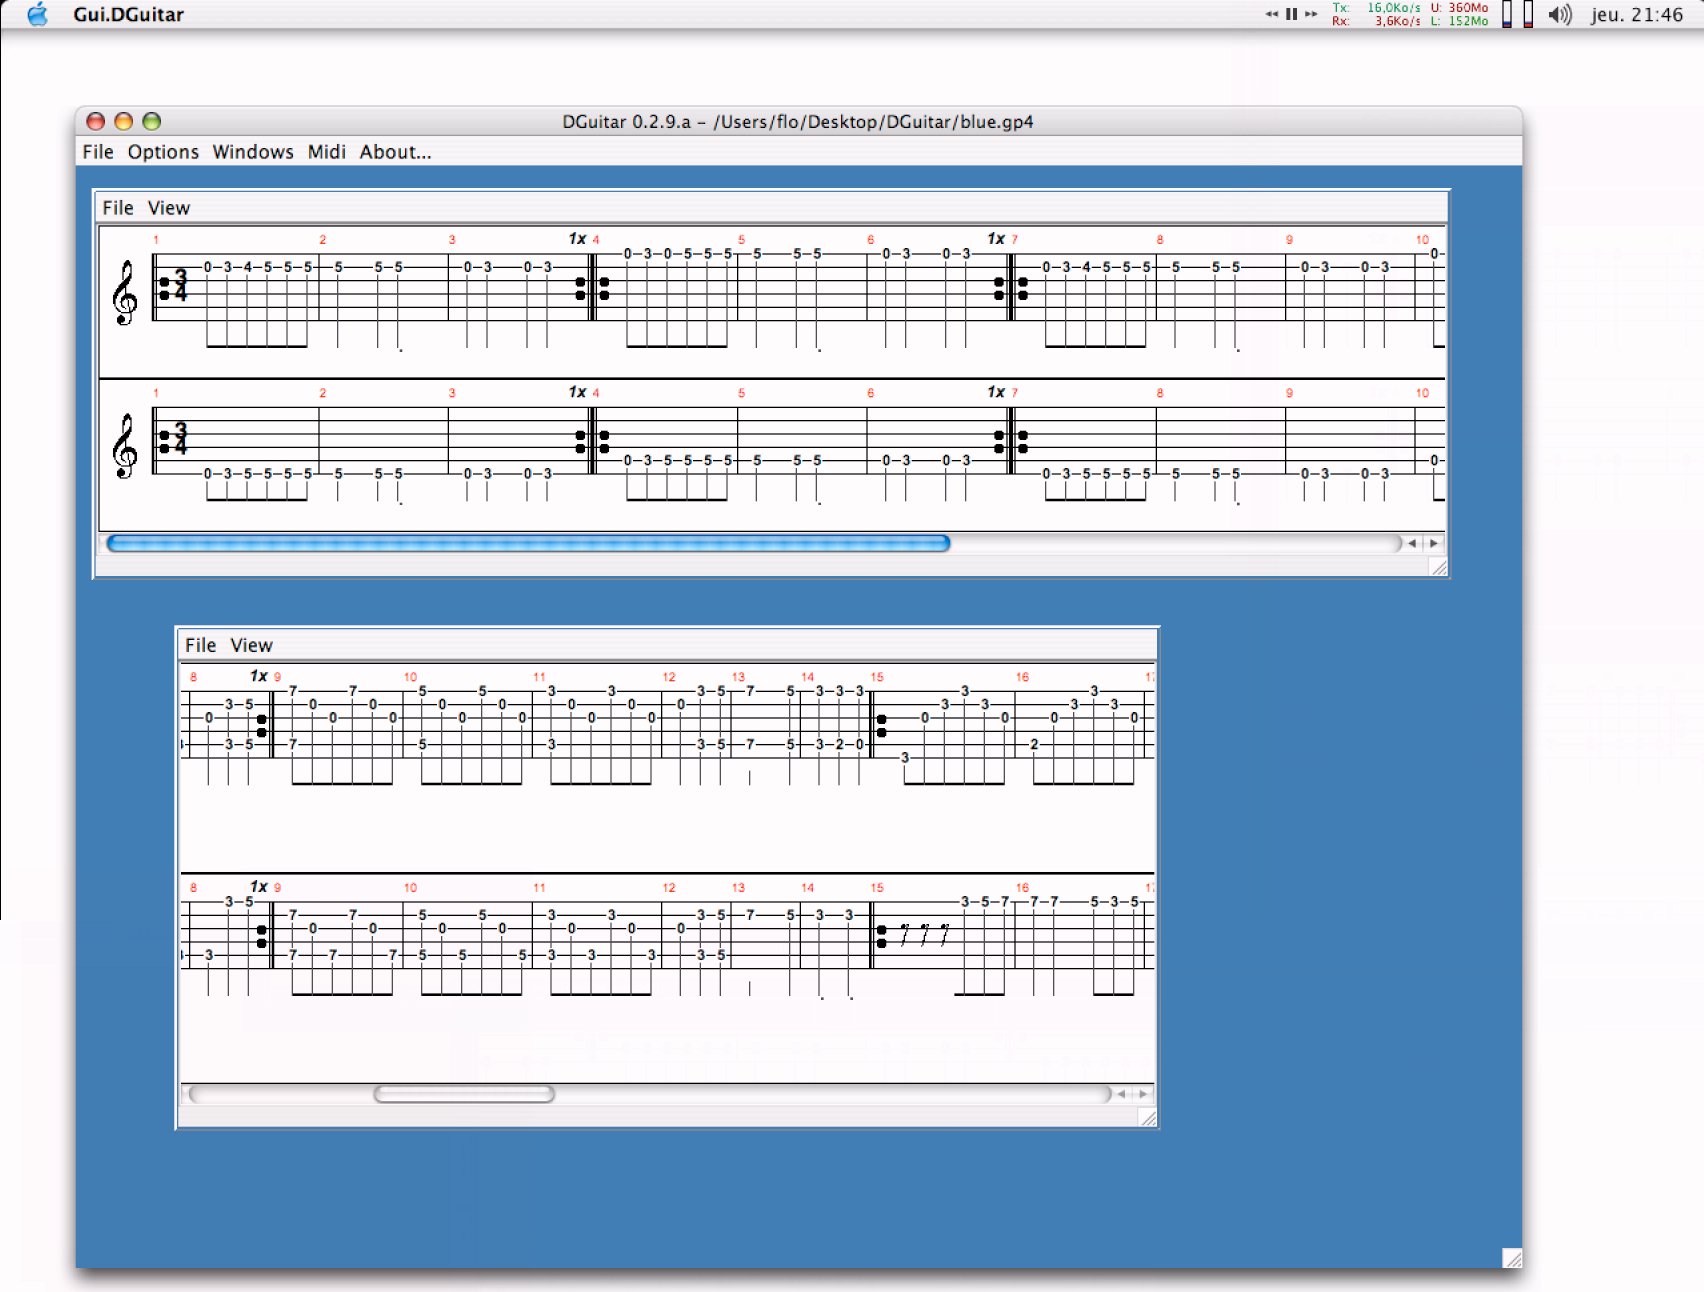 Gui.DGuitar
Tx: 16,0Ko/s U: 360Mo
Rx: 3,6Ko/s L: 152Mo
jeu. 21:46
DGuitar 0.2.9.a – /Users/flo/Desktop/DGuitar/blue.gp4
File Options Windows Midi About...
File View
1 2 3 1x 4 5 6 1x 7 8 9 10
0 3 0 5 5 5 5 5 5 0 3 0 3 0
3 0 3 4 5 5 5 5 5 5 0 3 0 3 0 3 4 5 5 5 5 5 5 0 3 0 3
4
1 2 3 1x 4 5 6 1x 7 8 9 10
3
4
0 3 5 5 5 5 5 5 5 0 3 0 3 0
0 3 5 5 5 5 5 5 5 0 3 0 3 0 3 5 5 5 5 5 5 5 0 3 0 3
File View
8 1x 9 10 11 12 13 14 15 16
7 7 5 5 3 3 3 5 7 5 3 3 3 3 3
3 5 0 0 0 0 0 0 0 3 3 3 3
0 0 0 0 0 0 0 0 0 0 0
3 5 7 5 3 3 5 7 5 3 2 0 2
3
8 1x 9 10 11 12 13 14 15 16
3 5 3 5 7 7 7 5 3 5
7 7 5 5 3 3 3 5 7 5 3 3
0 0 0 0 0 0 0
3 7 7 7 5 5 5 3 3 3 3 5